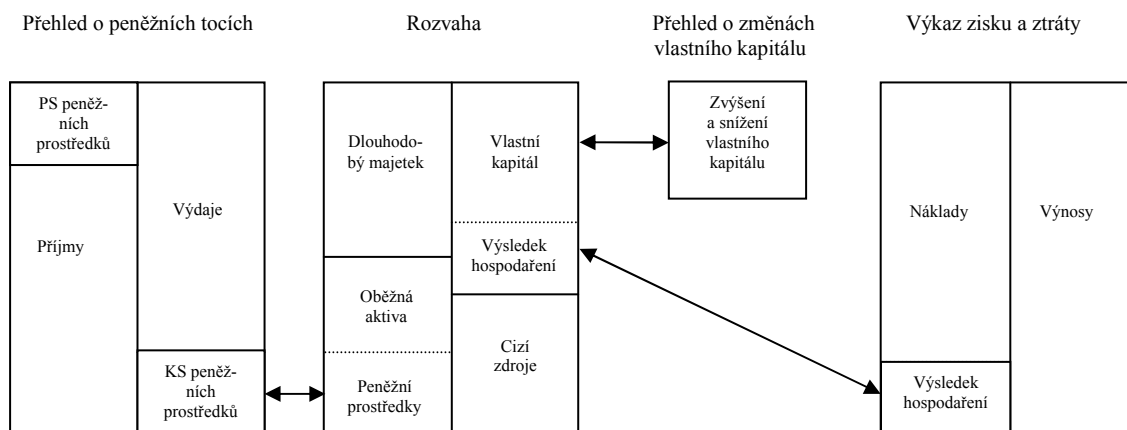 Přehled o peněžních tocích
Rozvaha
Přehled o změnách
vlastního kapitálu
Výkaz zisku a ztráty
PS peněž-
ních
prostředků
Příjmy
Výdaje
KS peněž-
ních
prostředků
Dlouhodo-
bý majetek
Oběžná
aktiva
Peněžní
prostředky
Vlastní
kapitál
Výsledek
hospodaření
Cizí
zdroje
Zvýšení
a snížení
vlastního
kapitálu
Náklady
Výsledek
hospodaření
Výnosy